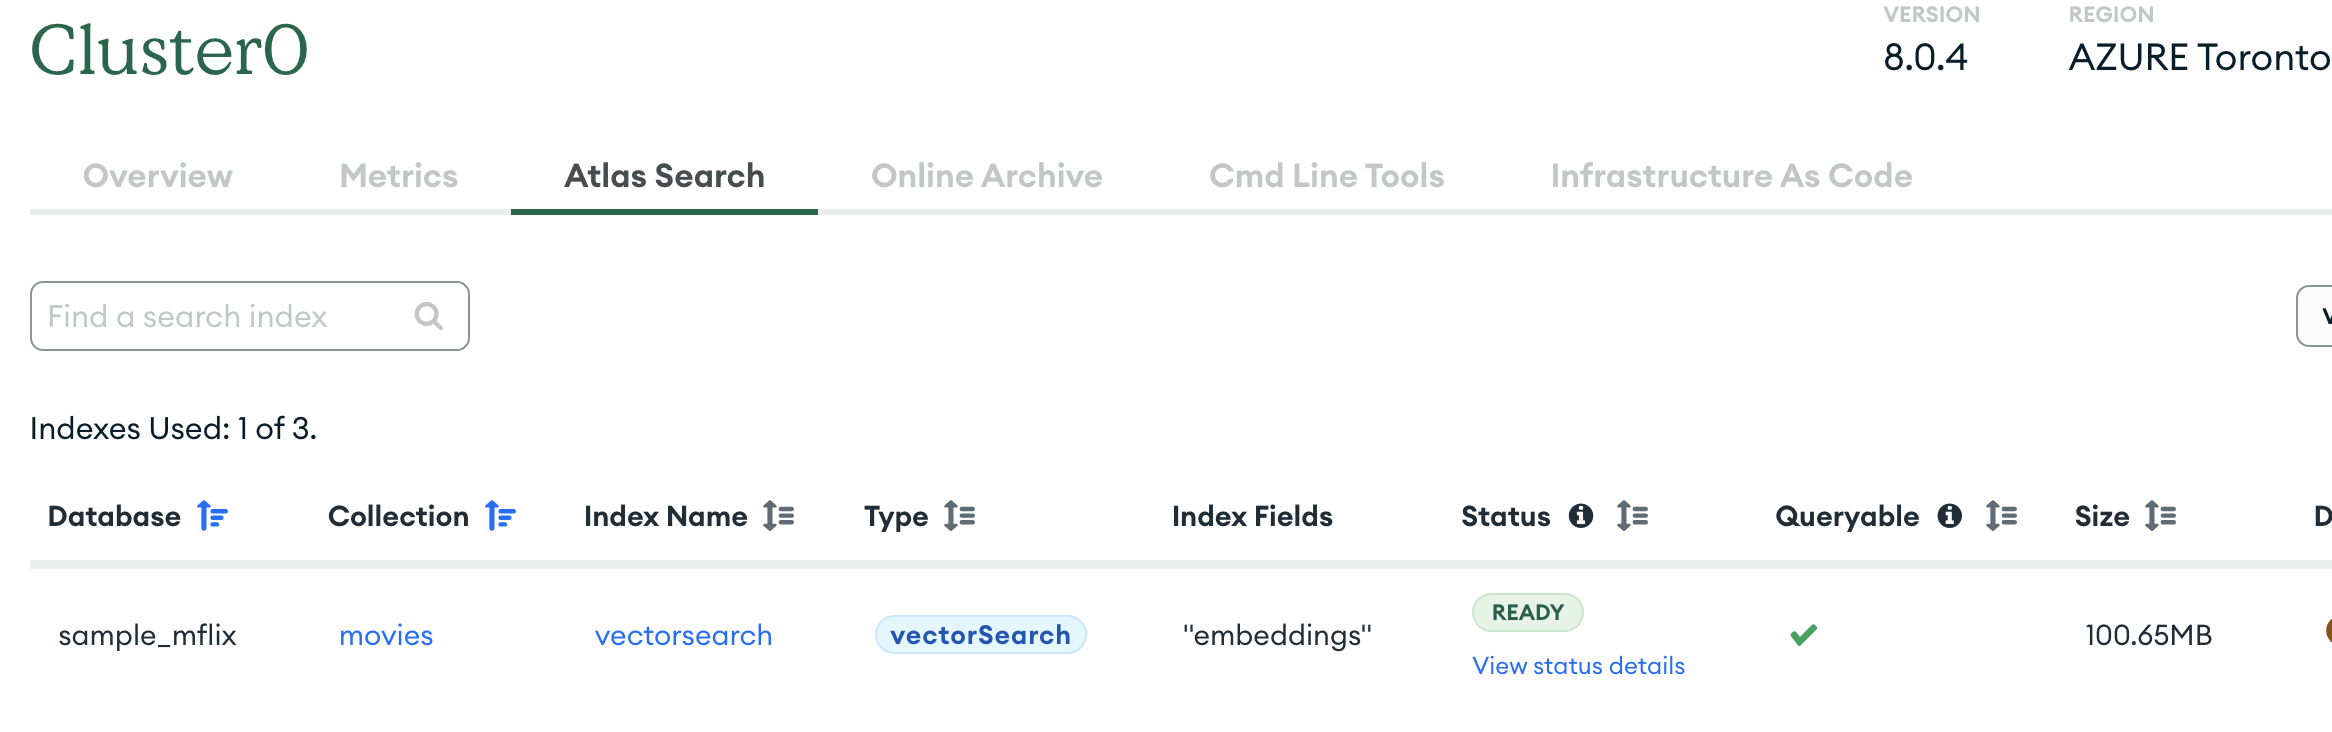 Cluster0
VERSION
8.0.4
REGION
AZURE Toronto
Overview Metrics Atlas Search Online Archive Cmd Line Tools Infrastructure As Code
Find a search index
Indexes Used: 1 of 3.
Database Collection Index Name Type Index Fields Status Queryable Size D
sample_mflix movies vectorsearch vectorSearch "embeddings" READY 100.65MB
View status details